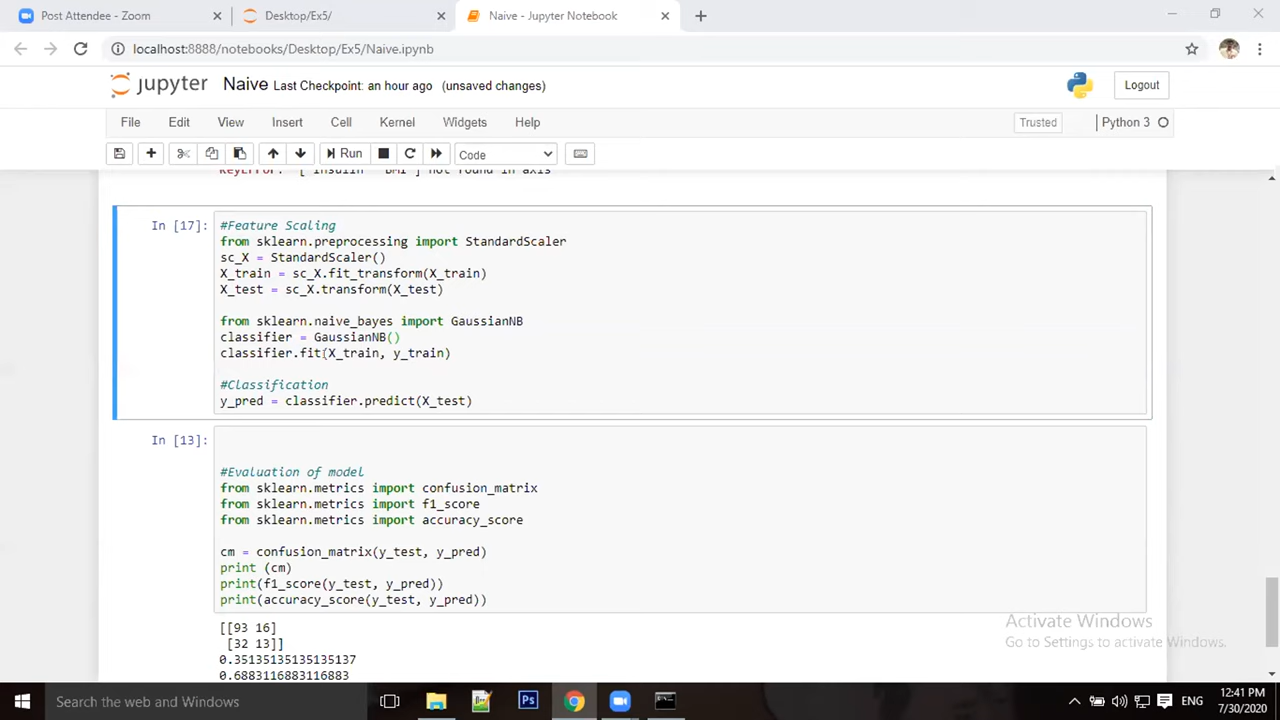 Post Attendee - Zoom
Desktop/Ex5/
Naive - Jupyter Notebook
localhost:8888/notebooks/Desktop/Ex5/Naive.ipynb
jupyter Naive Last Checkpoint: an hour ago (unsaved changes)
Logout
File Edit View Insert Cell Kernel Widgets Help
Trusted
Python 3
Run
Code
KeyError: "['Insulin' 'BMI'] not found in axis"
In [17]:
#Feature Scaling
from sklearn.preprocessing import StandardScaler
sc_X = StandardScaler()
X_train = sc_X.fit_transform(X_train)
X_test = sc_X.transform(X_test)
from sklearn.naive_bayes import GaussianNB
classifier = GaussianNB()
classifier.fit(X_train, y_train)
#Classification
y_pred = classifier.predict(X_test)
In [13]:
#Evaluation of model
from sklearn.metrics import confusion_matrix
from sklearn.metrics import f1_score
from sklearn.metrics import accuracy_score
cm = confusion_matrix(y_test, y_pred)
print (cm)
print(f1_score(y_test, y_pred))
print(accuracy_score(y_test, y_pred))
[[93 16]
[32 13]]
0.35135135135135137
0.6883116883116883
Activate Windows
Go to Settings to activate Windows.
Search the web and Windows
Ps
ENG
12:41 PM
7/30/2020